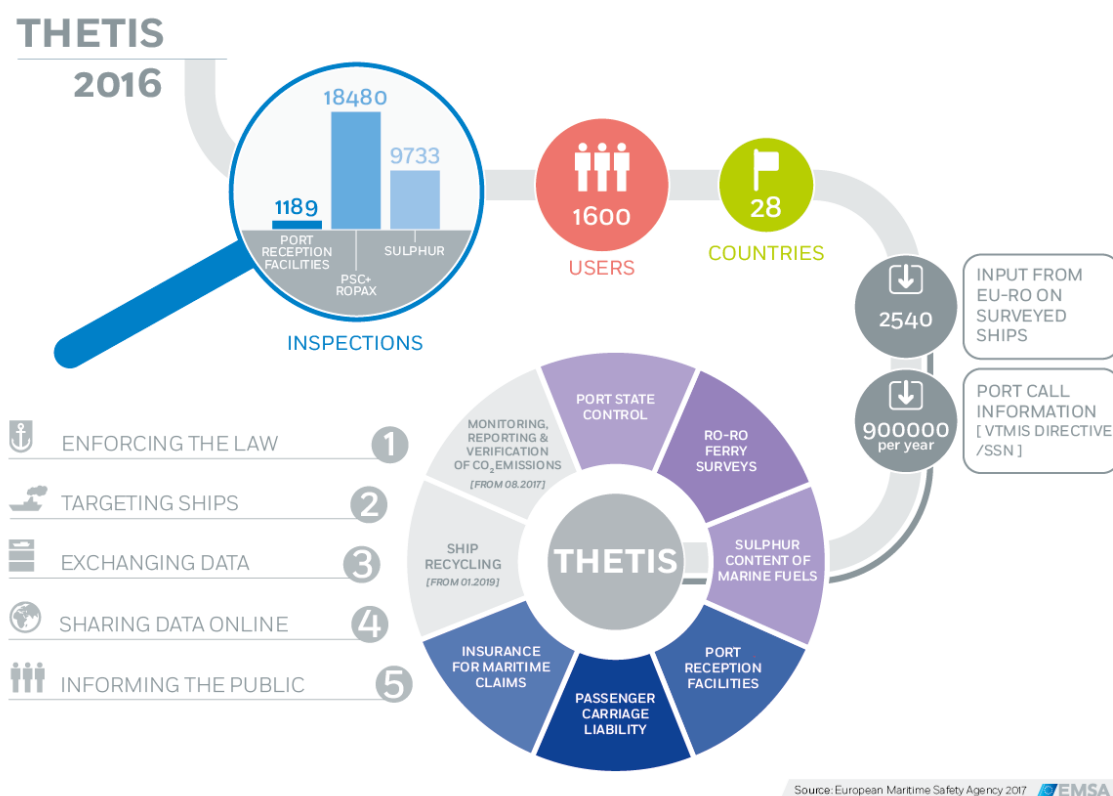 THETIS
2016
18480
9733
1189
PORT
RECEPTION
FACILITIES
PSC+
ROPAX
SULPHUR
INSPECTIONS
1600
USERS
28
COUNTRIES
2540
INPUT FROM
EU-RO ON
SURVEYED
SHIPS
900000
per year
PORT CALL
INFORMATION
[ VTMIS DIRECTIVE
/SSN ]
ENFORCING THE LAW 1
TARGETING SHIPS 2
EXCHANGING DATA 3
SHARING DATA ONLINE 4
INFORMING THE PUBLIC 5
PORT STATE
CONTROL
RO-RO
FERRY
SURVEYS
SULPHUR
CONTENT OF
MARINE FUELS
PORT
RECEPTION
FACILITIES
PASSENGER
CARRIAGE
LIABILITY
INSURANCE
FOR MARITIME
CLAIMS
SHIP
RECYCLING
[FROM 01.2019]
MONITORING,
REPORTING &
VERIFICATION
OF CO₂EMISSIONS
[FROM 08.2017]
THETIS
Source: European Maritime Safety Agency 2017 EMSA